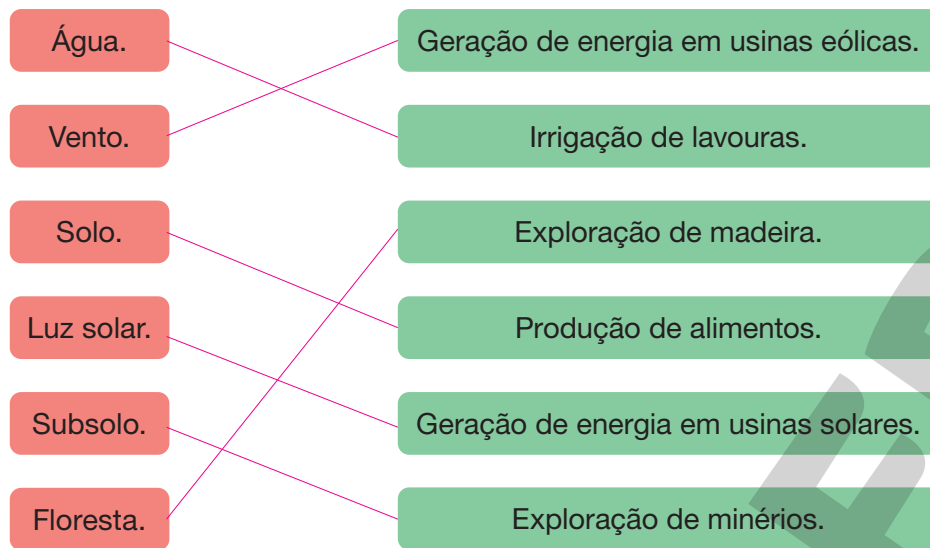 Água.
Geração de energia em usinas eólicas.
Vento.
Irrigação de lavouras.
Solo.
Exploração de madeira.
Luz solar.
Produção de alimentos.
Subsolo.
Geração de energia em usinas solares.
Floresta.
Exploração de minérios.